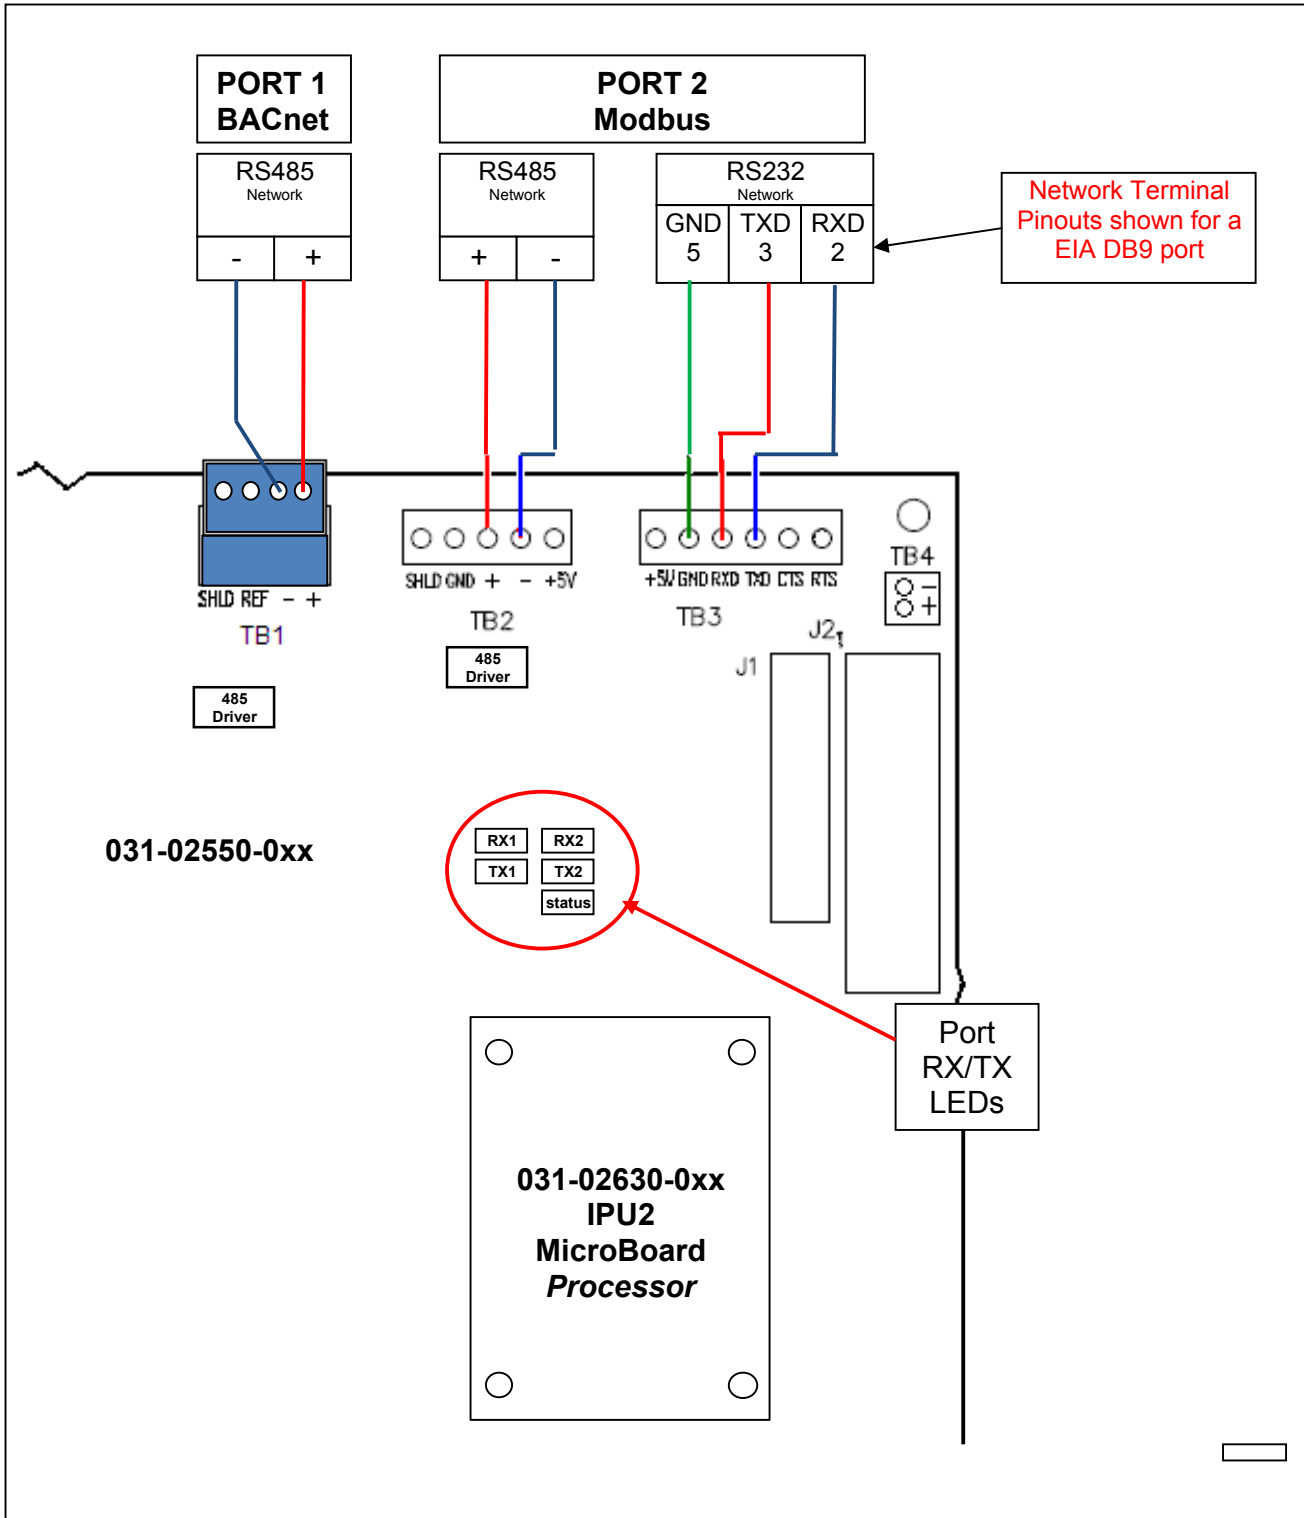 PORT 1
BACnet
PORT 2
Modbus
RS485
Network
- +
RS485
Network
+ -
RS232
Network
GND TXD RXD
5 3 2
Network Terminal
Pinouts shown for a
EIA DB9 port
SHLD REF - +
TB1
SHLD GND + - +5V
TB2
+5V GND RXD TXD CTS RTS
TB3
TB4
-
+
J2
1
J1
485
Driver
485
Driver
RX1 RX2
TX1 TX2
status
031-02550-0xx
Port
RX/TX
LEDs
031-02630-0xx
IPU2
MicroBoard
Processor